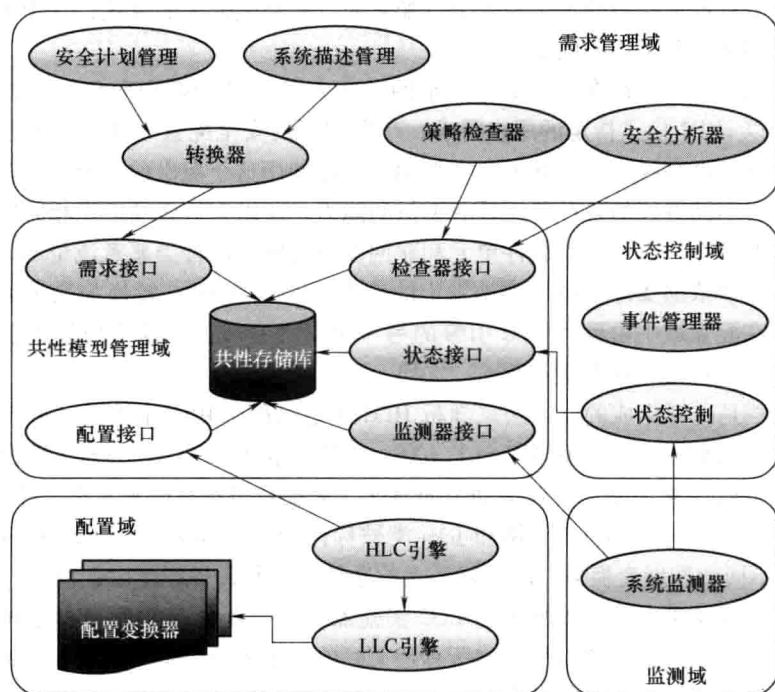 安全计划管理
系统描述管理
需求管理域
转换器
策略检查器
安全分析器
需求接口
检查器接口
状态控制域
共性模型管理域
共性存储库
状态接口
事件管理器
配置接口
监测器接口
状态控制
配置域
HLC引擎
系统监测器
配置变换器
LLC引擎
监测域